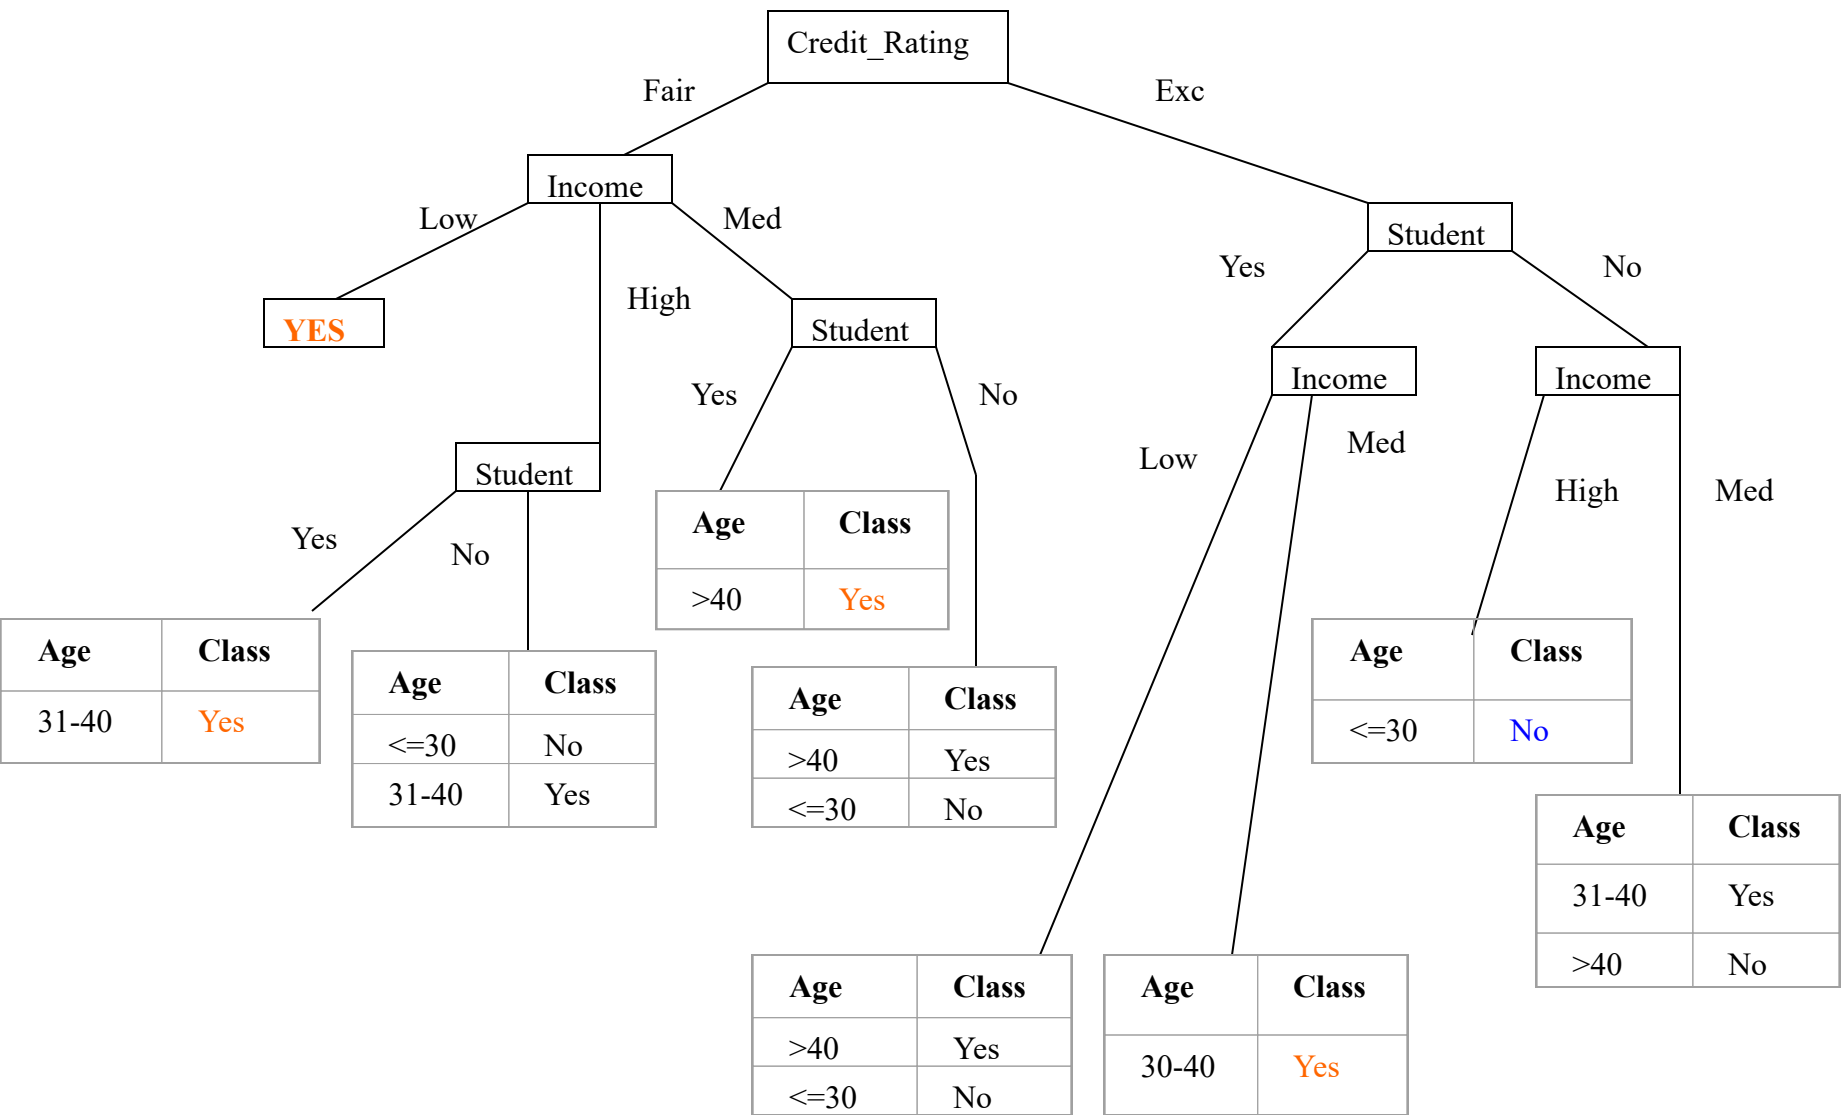 Credit_Rating
Fair
Exc
Income
Low
Med
Student
Yes
No
YES
High
Student
Yes
No
Income
Income
Low
Med
High
Med
Student
Yes
No
Age Class
>40 Yes
Age Class
31-40 Yes
Age Class
<=30 No
31-40 Yes
Age Class
>40 Yes
<=30 No
Age Class
<=30 No
Age Class
31-40 Yes
>40 No
Age Class
>40 Yes
<=30 No
Age Class
30-40 Yes